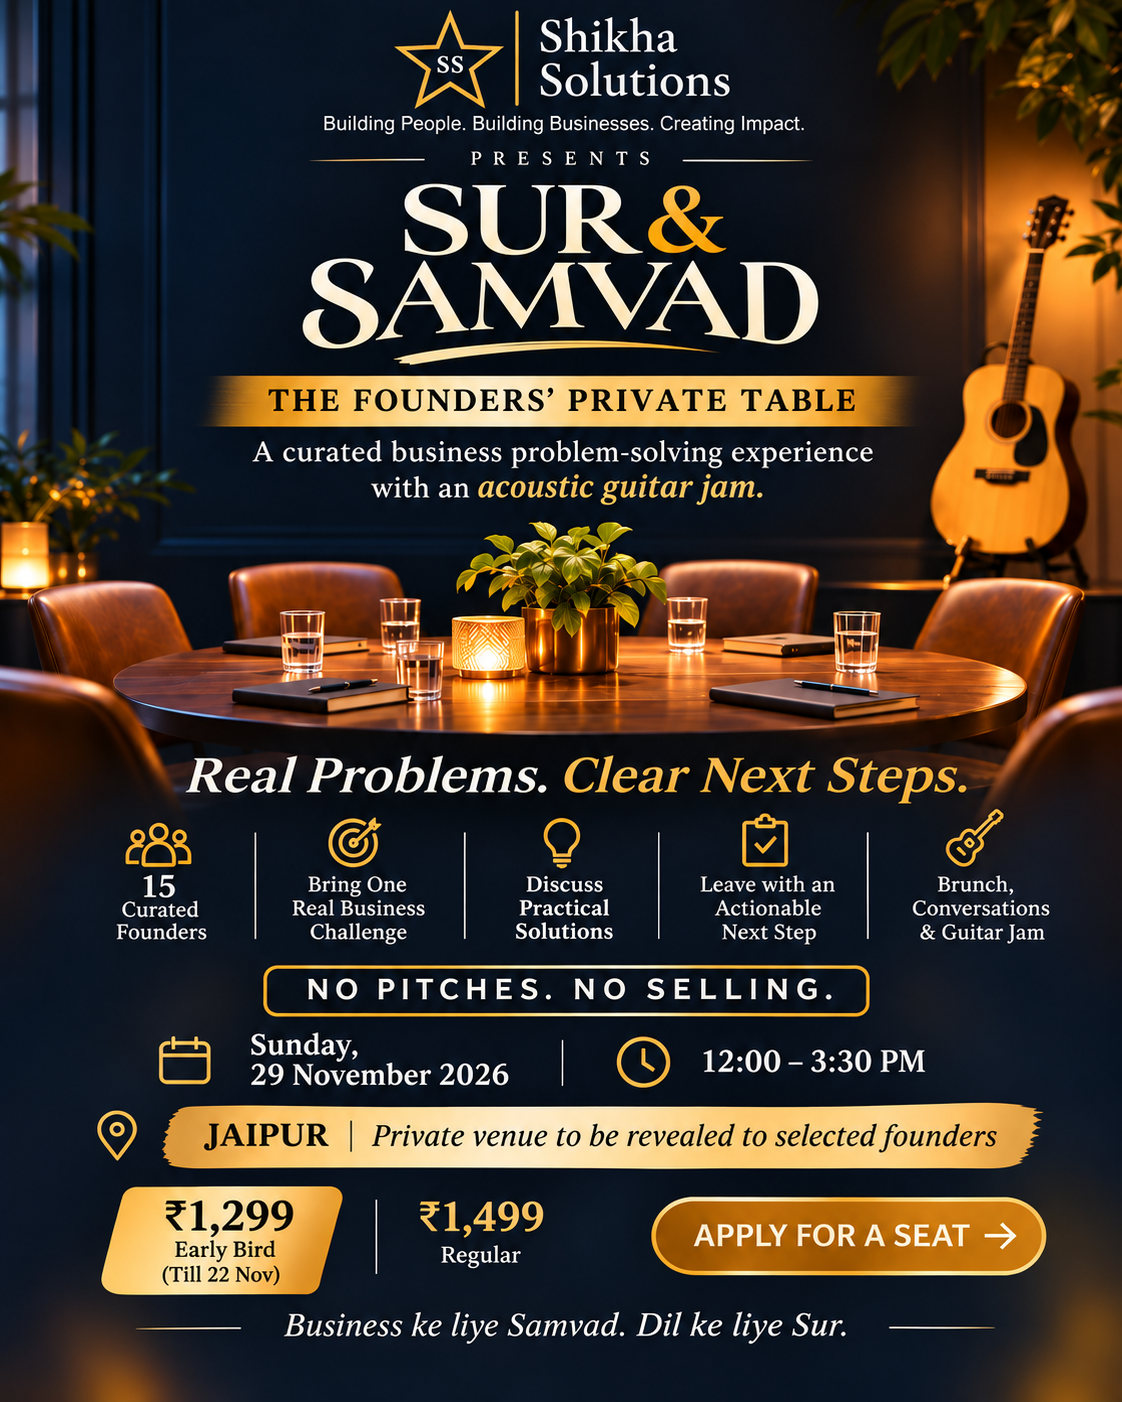 SS
Shikha
Solutions
Building People. Building Businesses. Creating Impact.
PRESENTS
SUR &
SAMVAD
THE FOUNDERS’ PRIVATE TABLE
A curated business problem-solving experience
with an acoustic guitar jam.
Real Problems. Clear Next Steps.
15
Curated
Founders
Bring One
Real Business
Challenge
Discuss
Practical
Solutions
Leave with an
Actionable
Next Step
Brunch,
Conversations
& Guitar Jam
NO PITCHES. NO SELLING.
Sunday,
29 November 2026
12:00 – 3:30 PM
JAIPUR | Private venue to be revealed to selected founders
₹1,299
Early Bird
(Till 22 Nov)
₹1,499
Regular
APPLY FOR A SEAT →
Business ke liye Samvad. Dil ke liye Sur.